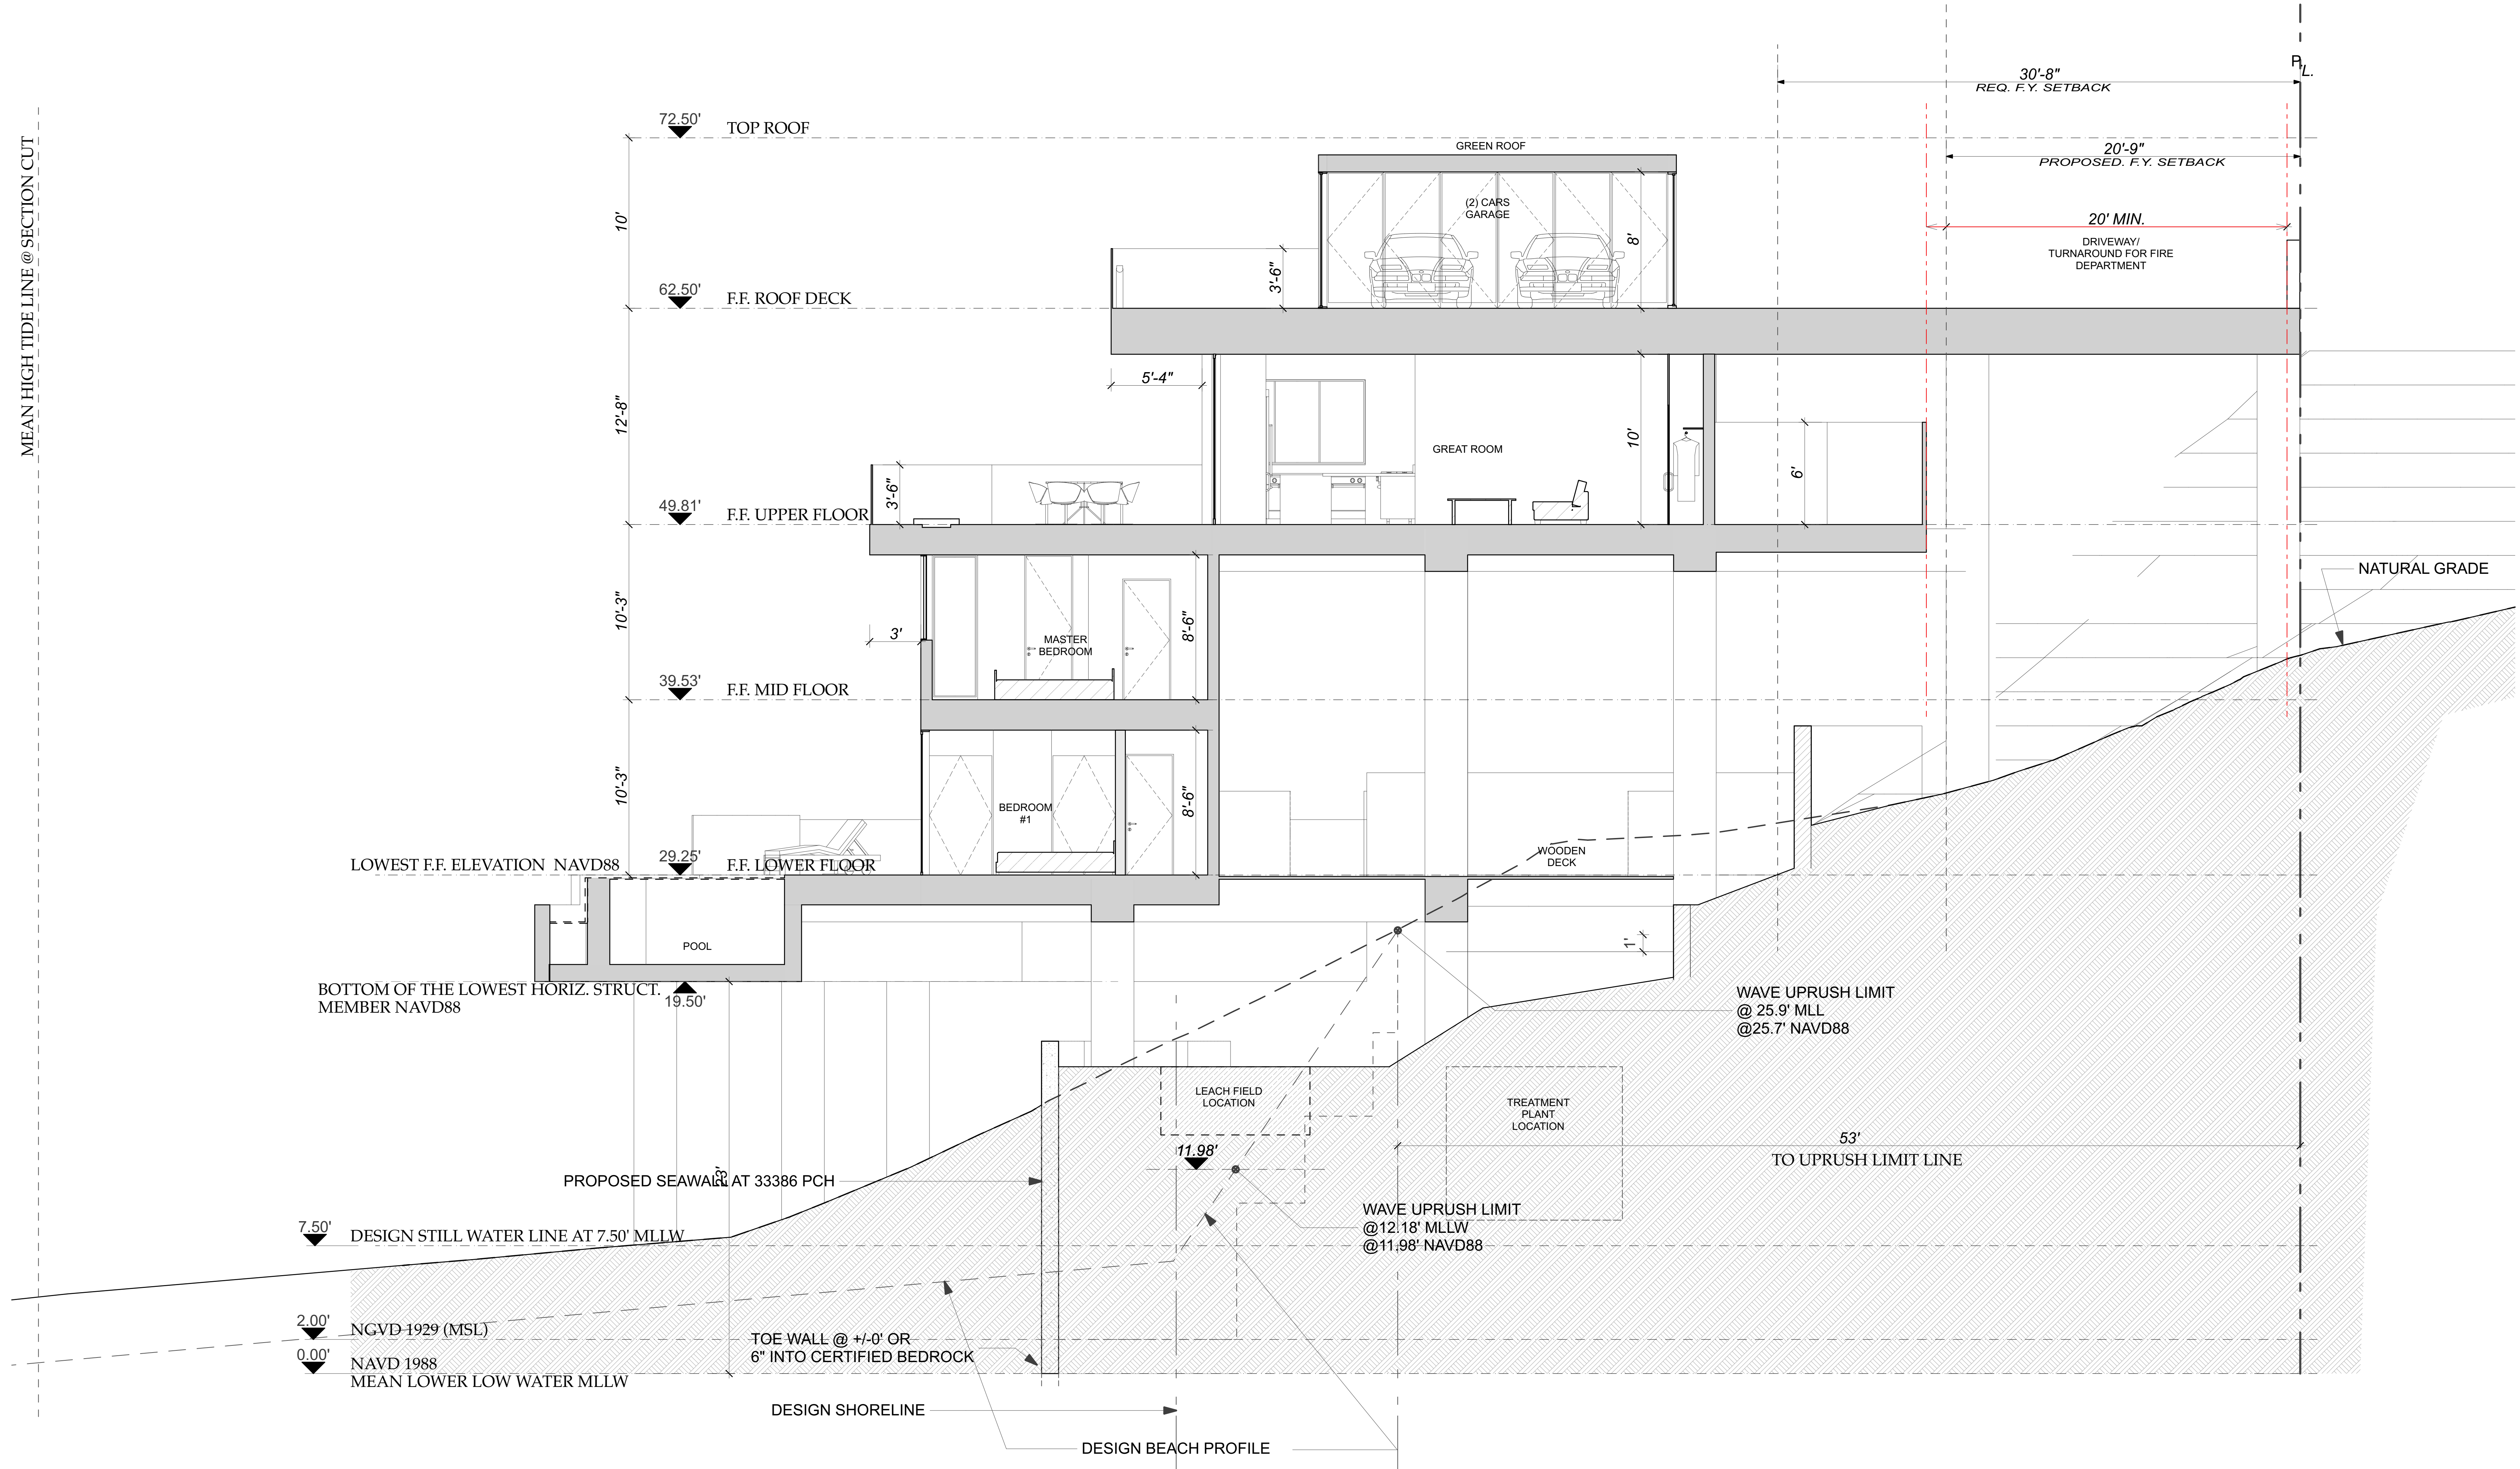 P.L.
30'-8"
REQ. F.Y. SETBACK
MEAN HIGH TIDE LINE @ SECTION CUT
72.50'
TOP ROOF
GREEN ROOF
20'-9"
PROPOSED. F.Y. SETBACK
10'
(2) CARS
GARAGE
8'
20' MIN.
DRIVEWAY/
TURNAROUND FOR FIRE
DEPARTMENT
3'-6"
62.50'
F.F. ROOF DECK
5'-4"
12'-8"
GREAT ROOM
10'
6'
3'-6"
49.81'
F.F. UPPER FLOOR
NATURAL GRADE
10'-3"
3'
MASTER
BEDROOM
8'-6"
39.53'
F.F. MID FLOOR
10'-3"
BEDROOM
#1
8'-6"
WOODEN
DECK
LOWEST F.F. ELEVATION NAVD88
29.25'
F.F. LOWER FLOOR
POOL
1'
BOTTOM OF THE LOWEST HORIZ. STRUCT.
MEMBER NAVD88
19.50'
WAVE UPRUSH LIMIT
@ 25.9' MLL
@25.7' NAVD88
LEACH FIELD
LOCATION
TREATMENT
PLANT
LOCATION
11.98'
53'
TO UPRUSH LIMIT LINE
PROPOSED SEAWALL AT 33386 PCH
23'
WAVE UPRUSH LIMIT
@12.18' MLLW
@11.98' NAVD88
7.50'
DESIGN STILL WATER LINE AT 7.50' MLLW
2.00'
NGVD 1929 (MSL)
TOE WALL @ +/-0' OR
6" INTO CERTIFIED BEDROCK
0.00'
NAVD 1988
MEAN LOWER LOW WATER MLLW
DESIGN SHORELINE
DESIGN BEACH PROFILE